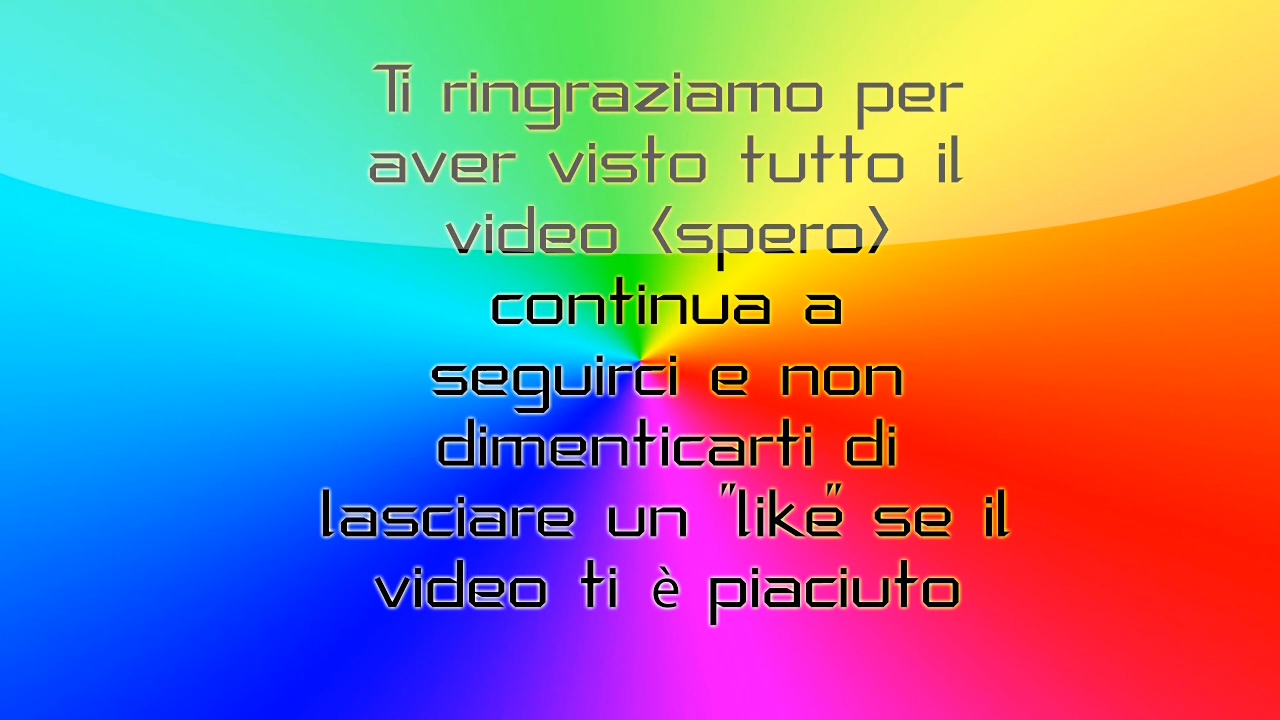 Ti ringraziamo per
aver visto tutto il
video <spero>
continua a
seguirci e non
dimenticarti di
lasciare un "like" se il
video ti è piaciuto